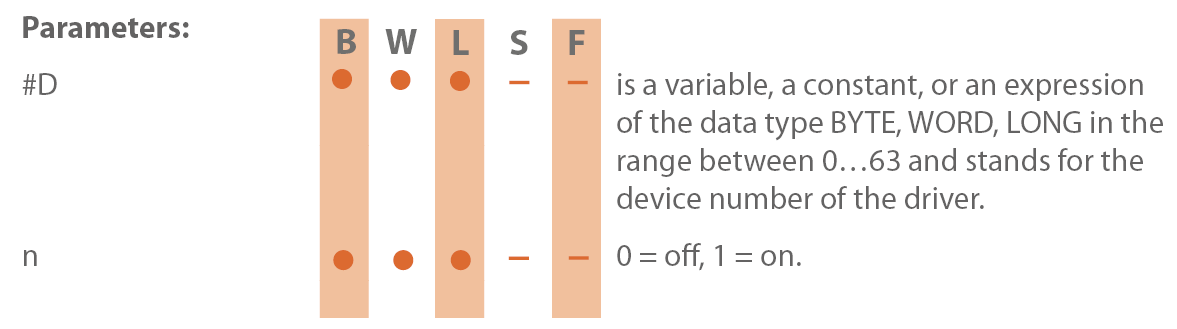 Parameters:
B W L S F
#D ● ● ● – – is a variable, a constant, or an expression
of the data type BYTE, WORD, LONG in the
range between 0…63 and stands for the
device number of the driver.
n ● ● ● – – 0 = off, 1 = on.